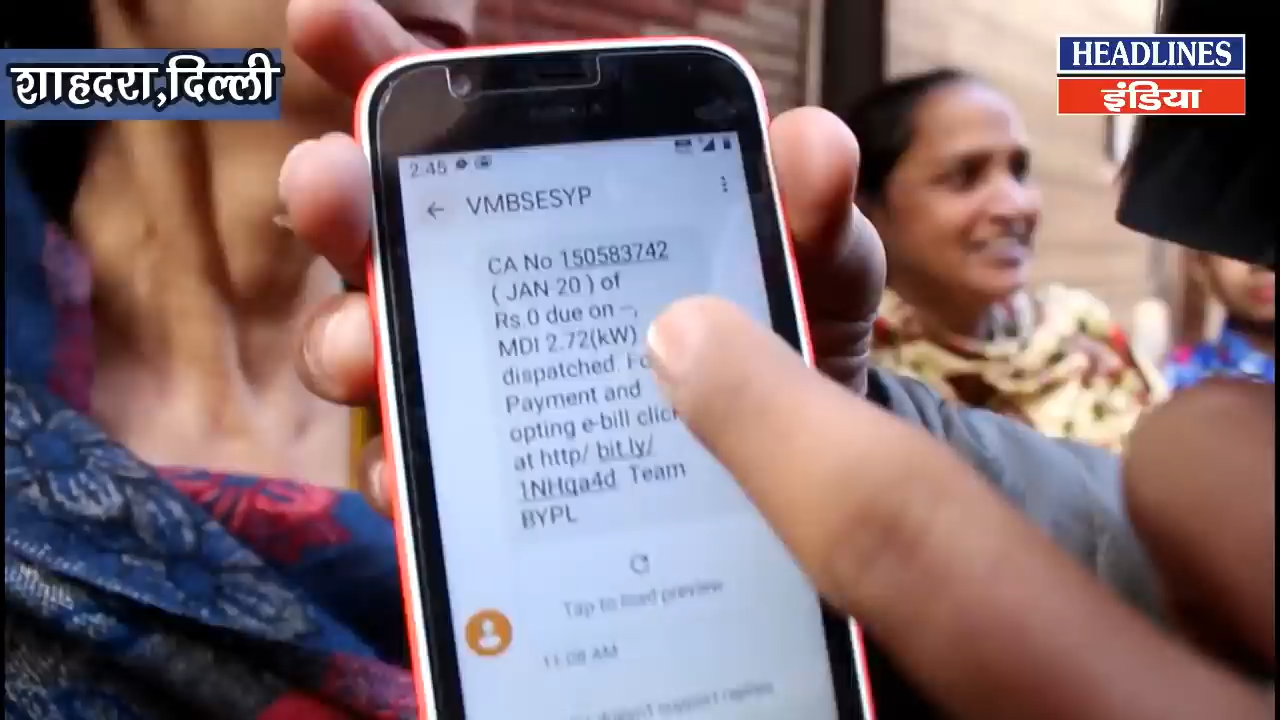 शाहदरा,दिल्ली
HEADLINES
इंडिया
2:45
VMBSESYP
CA No 150583742
( JAN 20 ) of
Rs.0 due on --,
MDI 2.72(kW)
dispatched. Fo
Payment and
opting e-bill click
at http/ bit.ly/
1NHqa4d Team
BYPL
Tap to load preview
11:08 AM
support replies